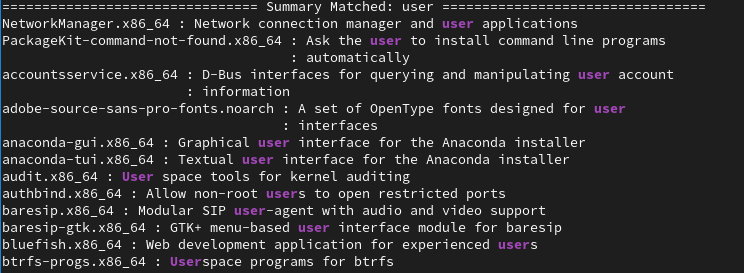 ================================ Summary Matched: user =================================
NetworkManager.x86_64 : Network connection manager and user applications
PackageKit-command-not-found.x86_64 : Ask the user to install command line programs
                                    : automatically
accountsservice.x86_64 : D-Bus interfaces for querying and manipulating user account
                       : information
adobe-source-sans-pro-fonts.noarch : A set of OpenType fonts designed for user
                                   : interfaces
anaconda-gui.x86_64 : Graphical user interface for the Anaconda installer
anaconda-tui.x86_64 : Textual user interface for the Anaconda installer
audit.x86_64 : User space tools for kernel auditing
authbind.x86_64 : Allow non-root users to open restricted ports
baresip.x86_64 : Modular SIP user-agent with audio and video support
baresip-gtk.x86_64 : GTK+ menu-based user interface module for baresip
bluefish.x86_64 : Web development application for experienced users
btrfs-progs.x86_64 : Userspace programs for btrfs